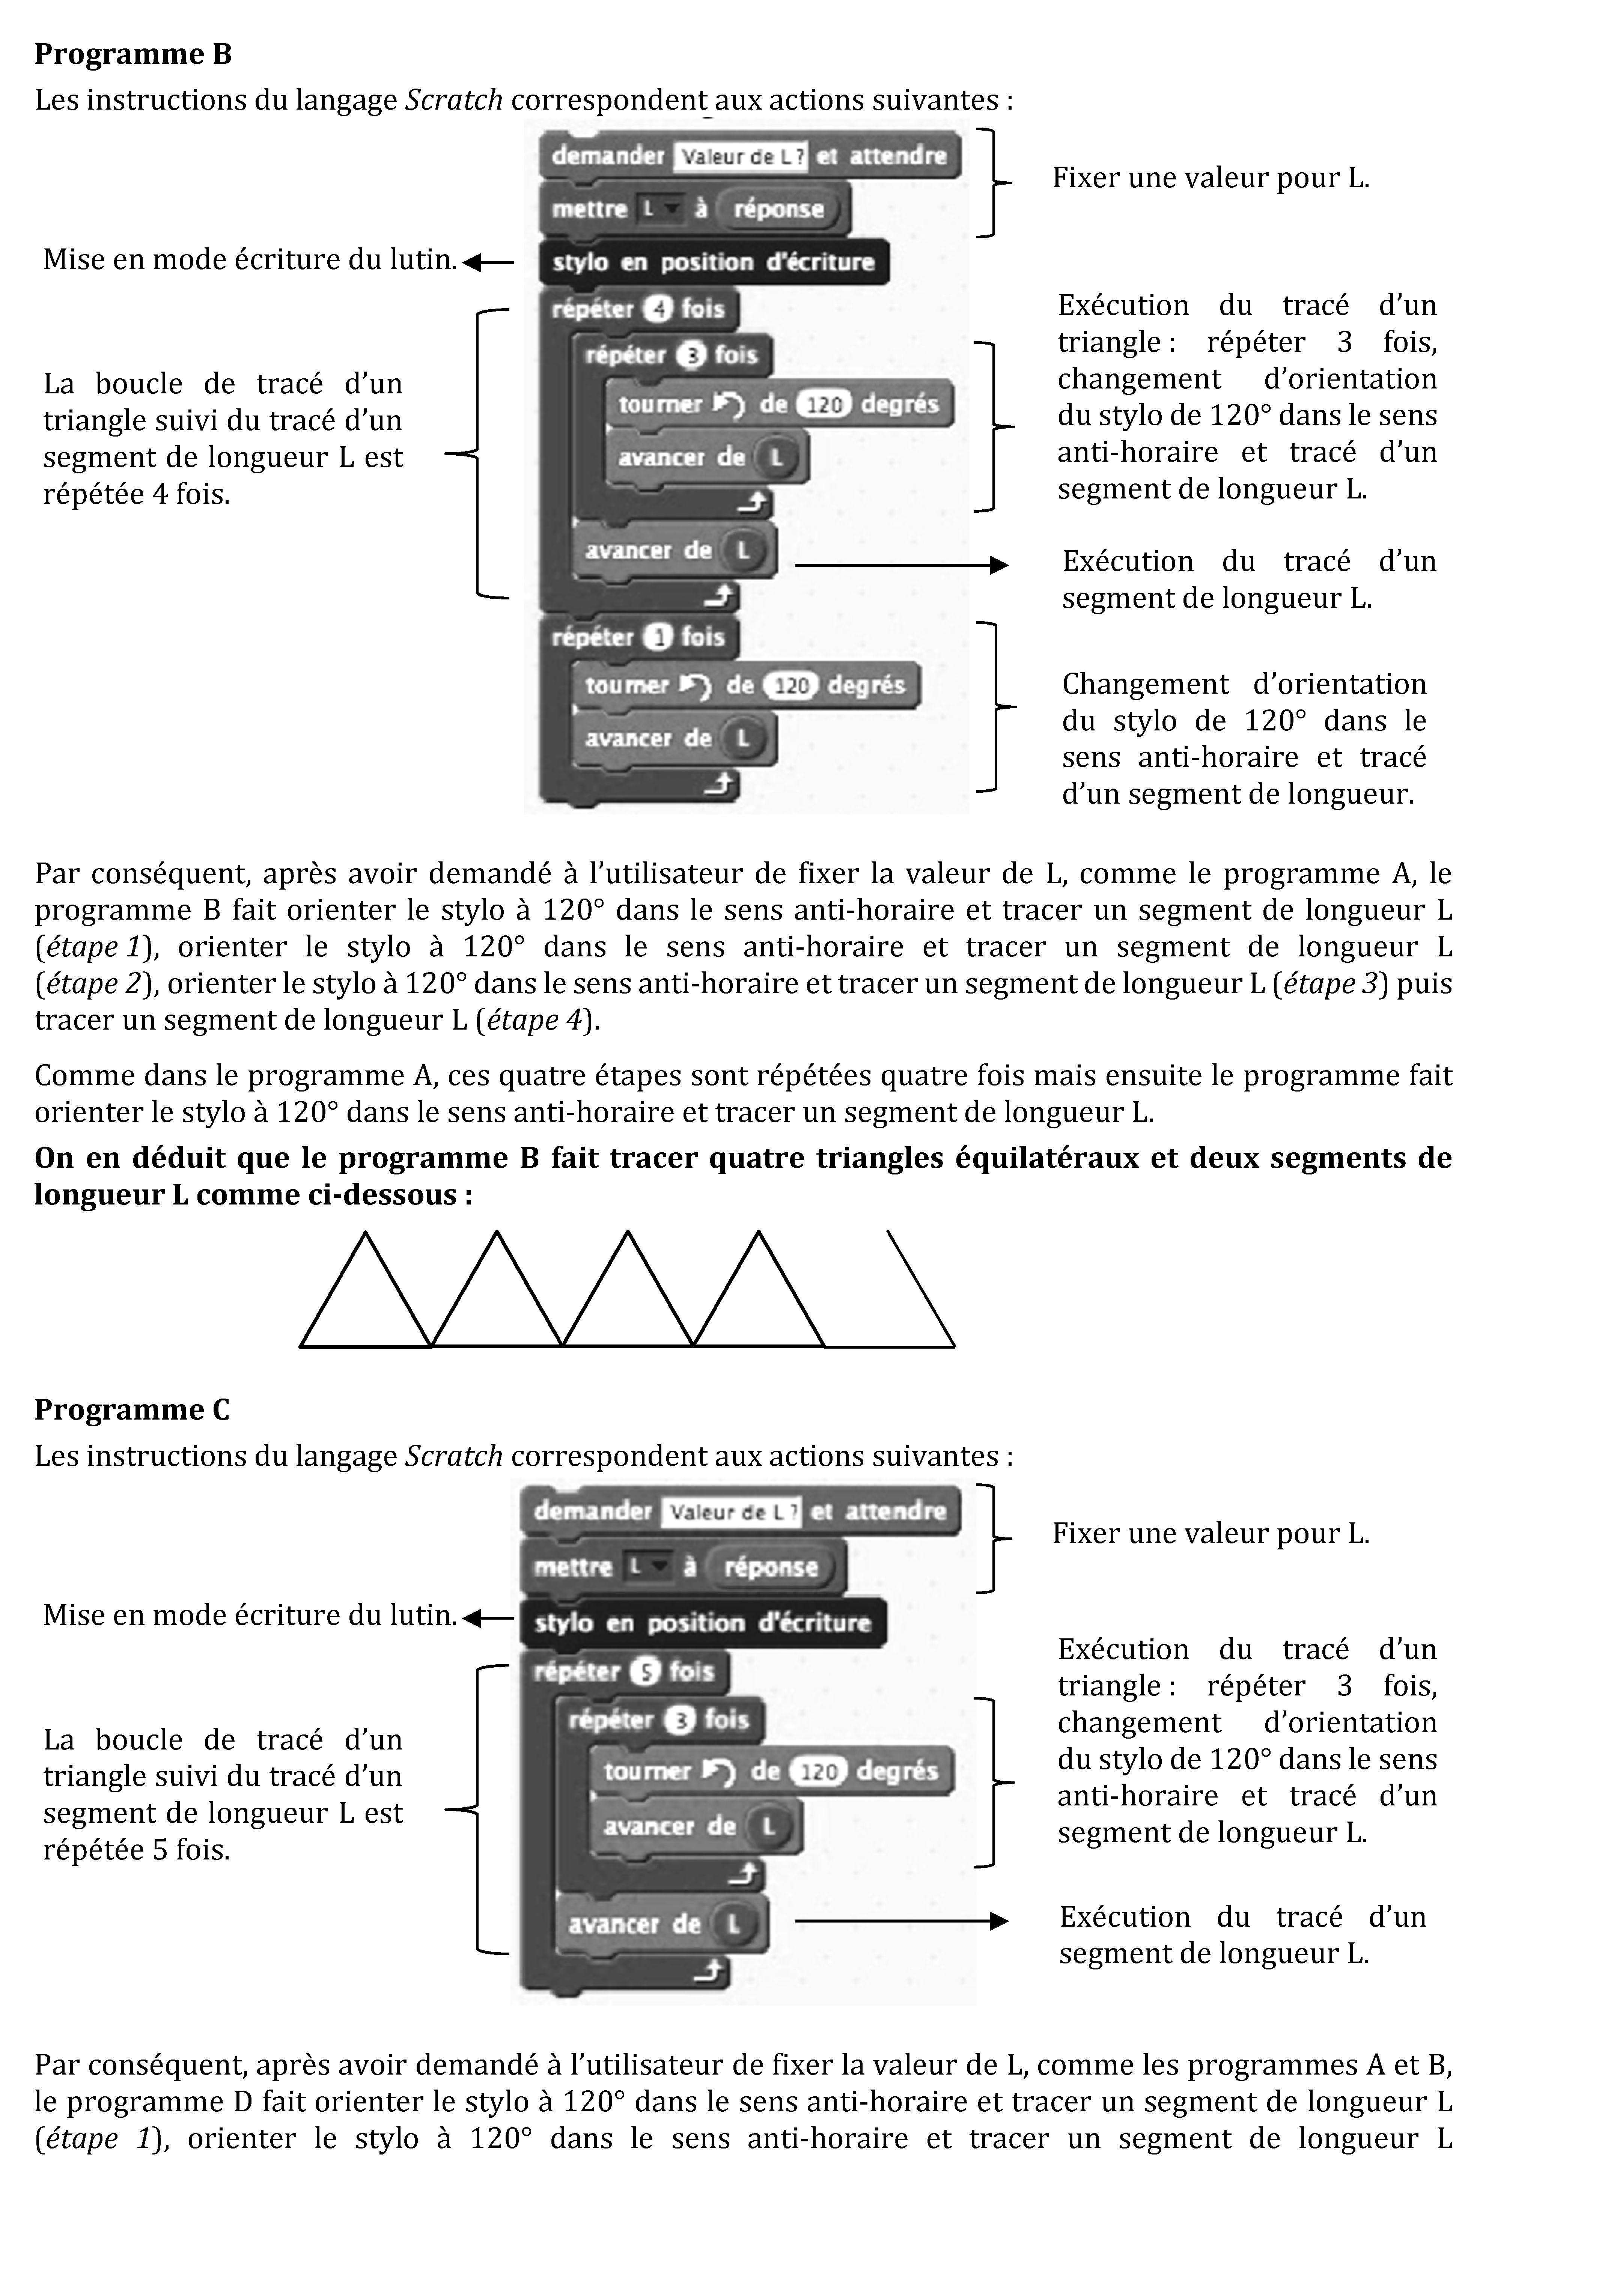 Programme B
Les instructions du langage Scratch correspondent aux actions suivantes :
demander Valeur de L ? et attendre
mettre L à réponse
Fixer une valeur pour L.
Mise en mode écriture du lutin.
stylo en position d'écriture
répéter 4 fois
répéter 3 fois
tourner de 120 degrés
avancer de L
avancer de L
La boucle de tracé d’un
triangle suivi du tracé d’un
segment de longueur L est
répétée 4 fois.
Exécution du tracé d’un
triangle : répéter 3 fois,
changement d’orientation
du stylo de 120° dans le sens
anti-horaire et tracé d’un
segment de longueur L.
Exécution du tracé d’un
segment de longueur L.
répéter 1 fois
tourner de 120 degrés
avancer de L
Changement d’orientation
du stylo de 120° dans le
sens anti-horaire et tracé
d’un segment de longueur.
Par conséquent, après avoir demandé à l’utilisateur de fixer la valeur de L, comme le programme A, le
programme B fait orienter le stylo à 120° dans le sens anti-horaire et tracer un segment de longueur L
(étape 1), orienter le stylo à 120° dans le sens anti-horaire et tracer un segment de longueur L
(étape 2), orienter le stylo à 120° dans le sens anti-horaire et tracer un segment de longueur L (étape 3) puis
tracer un segment de longueur L (étape 4).
Comme dans le programme A, ces quatre étapes sont répétées quatre fois mais ensuite le programme fait
orienter le stylo à 120° dans le sens anti-horaire et tracer un segment de longueur L.
On en déduit que le programme B fait tracer quatre triangles équilatéraux et deux segments de
longueur L comme ci-dessous :
Programme C
Les instructions du langage Scratch correspondent aux actions suivantes :
demander Valeur de L ? et attendre
mettre L à réponse
Fixer une valeur pour L.
Mise en mode écriture du lutin.
stylo en position d'écriture
répéter 5 fois
répéter 3 fois
tourner de 120 degrés
avancer de L
avancer de L
La boucle de tracé d’un
triangle suivi du tracé d’un
segment de longueur L est
répétée 5 fois.
Exécution du tracé d’un
triangle : répéter 3 fois,
changement d’orientation
du stylo de 120° dans le sens
anti-horaire et tracé d’un
segment de longueur L.
Exécution du tracé d’un
segment de longueur L.
Par conséquent, après avoir demandé à l’utilisateur de fixer la valeur de L, comme les programmes A et B,
le programme D fait orienter le stylo à 120° dans le sens anti-horaire et tracer un segment de longueur L
(étape 1), orienter le stylo à 120° dans le sens anti-horaire et tracer un segment de longueur L